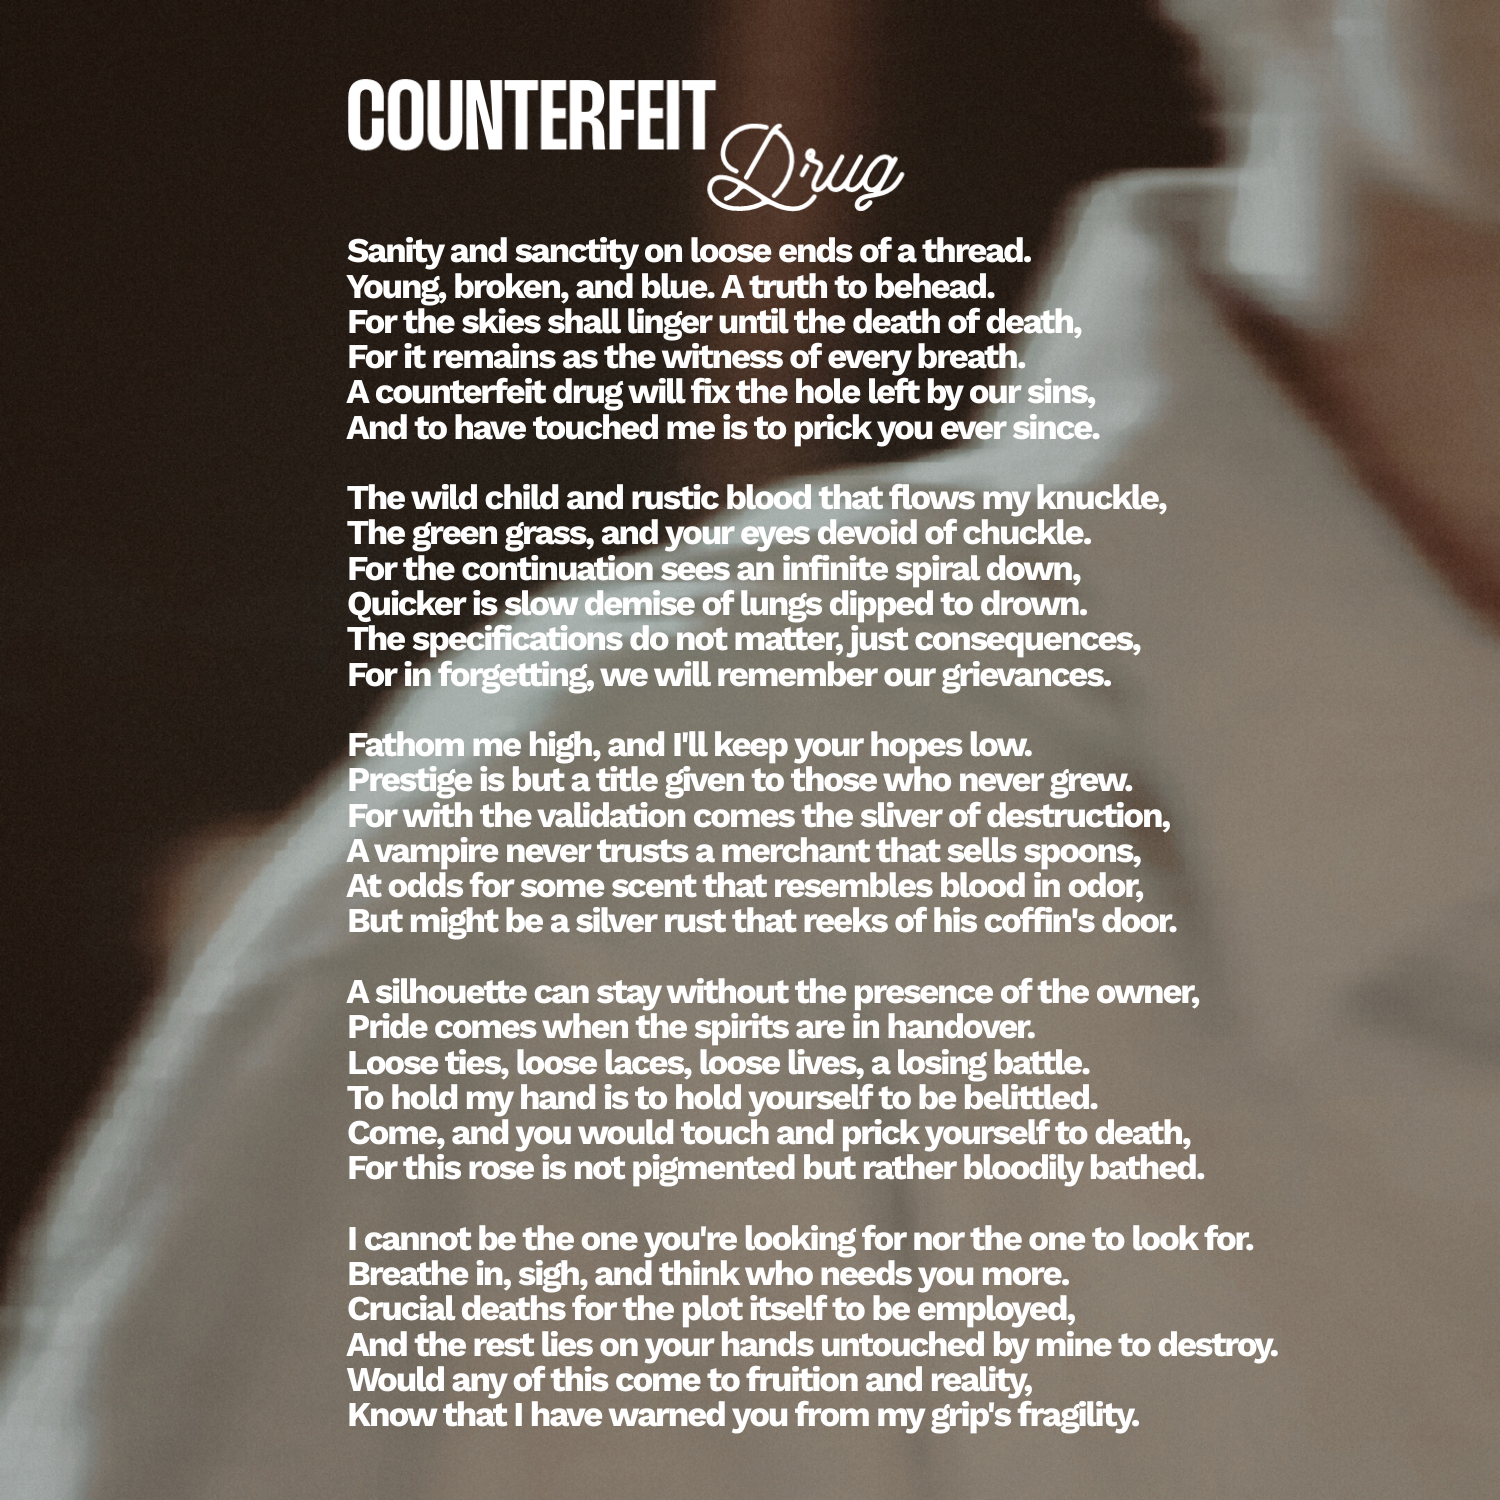 COUNTERFEIT
Drug
Sanity and sanctity on loose ends of a thread.
Young, broken, and blue. A truth to behead.
For the skies shall linger until the death of death,
For it remains as the witness of every breath.
A counterfeit drug will fix the hole left by our sins,
And to have touched me is to prick you ever since.
The wild child and rustic blood that flows my knuckle,
The green grass, and your eyes devoid of chuckle.
For the continuation sees an infinite spiral down,
Quicker is slow demise of lungs dipped to drown.
The specifications do not matter, just consequences,
For in forgetting, we will remember our grievances.
Fathom me high, and I'll keep your hopes low.
Prestige is but a title given to those who never grew.
For with the validation comes the sliver of destruction,
A vampire never trusts a merchant that sells spoons,
At odds for some scent that resembles blood in odor,
But might be a silver rust that reeks of his coffin's door.
A silhouette can stay without the presence of the owner,
Pride comes when the spirits are in handover.
Loose ties, loose laces, loose lives, a losing battle.
To hold my hand is to hold yourself to be belittled.
Come, and you would touch and prick yourself to death,
For this rose is not pigmented but rather bloodily bathed.
I cannot be the one you're looking for nor the one to look for.
Breathe in, sigh, and think who needs you more.
Crucial deaths for the plot itself to be employed,
And the rest lies on your hands untouched by mine to destroy.
Would any of this come to fruition and reality,
Know that I have warned you from my grip's fragility.